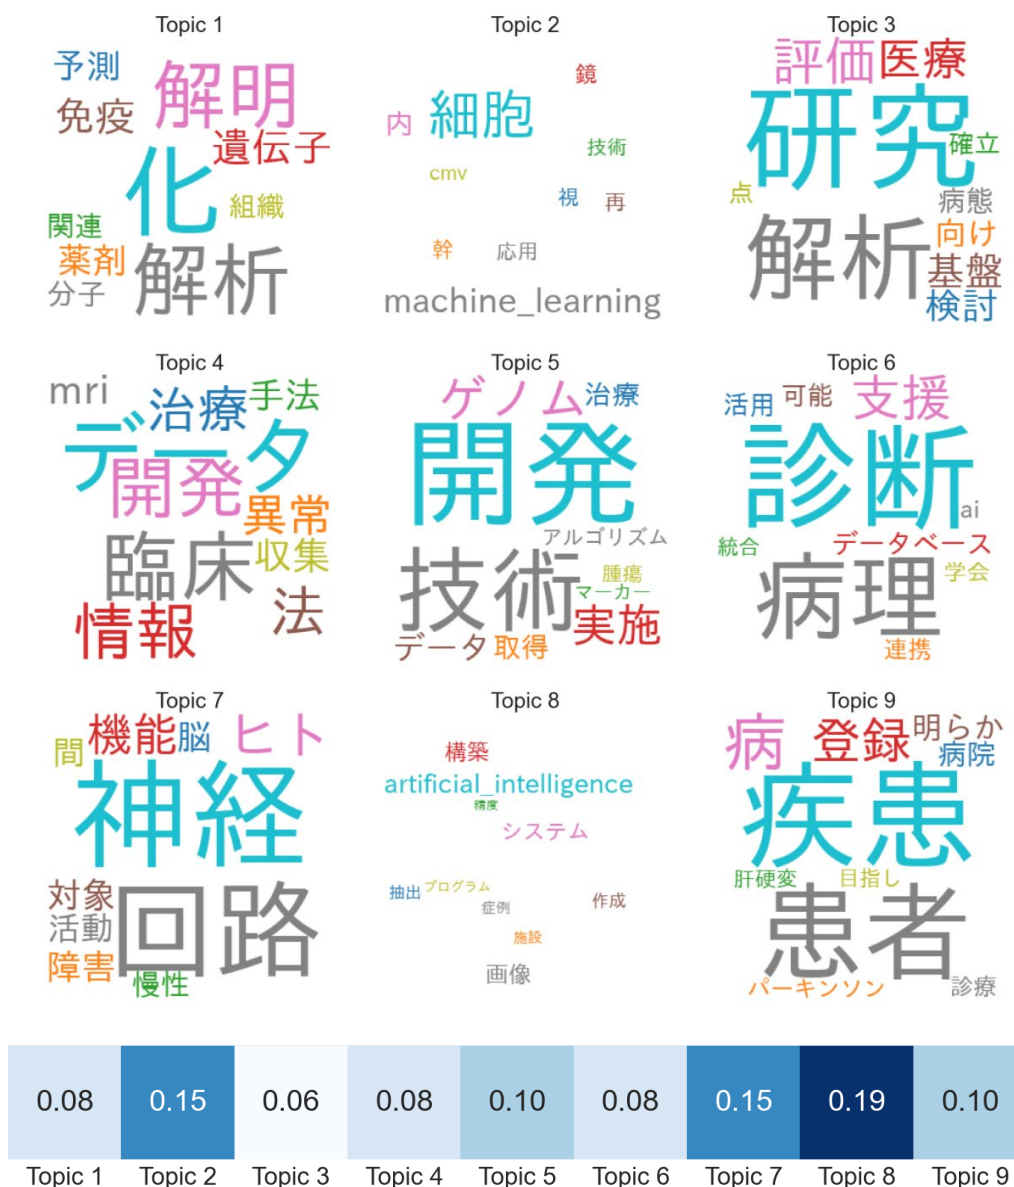 Topic 1
予測
解明
免疫
遺伝子
化
組織
関連
薬剤
解析
分子
Topic 2
鏡
内
細胞
技術
cmv
視
再
幹
応用
machine_learning
Topic 3
評価
医療
研究
確立
点
病態
解析
向け
基盤
検討
Topic 4
mri
治療
手法
データ
開発
異常
臨床
収集
情報
法
Topic 5
ゲノム
治療
開発
アルゴリズム
技術
腫瘍
マーカー
実施
データ
取得
Topic 6
活用
可能
支援
診断
ai
統合
データベース
病理
学会
連携
Topic 7
間
機能
脳
ヒト
神経
対象
回路
活動
障害
慢性
Topic 8
構築
artificial_intelligence
精度
システム
抽出
プログラム
症例
作成
施設
画像
Topic 9
病
登録
明らか
病院
疾患
肝硬変
目指し
患者
パーキンソン
診療
0.08 0.15 0.06 0.08 0.10 0.08 0.15 0.19 0.10
Topic 1 Topic 2 Topic 3 Topic 4 Topic 5 Topic 6 Topic 7 Topic 8 Topic 9